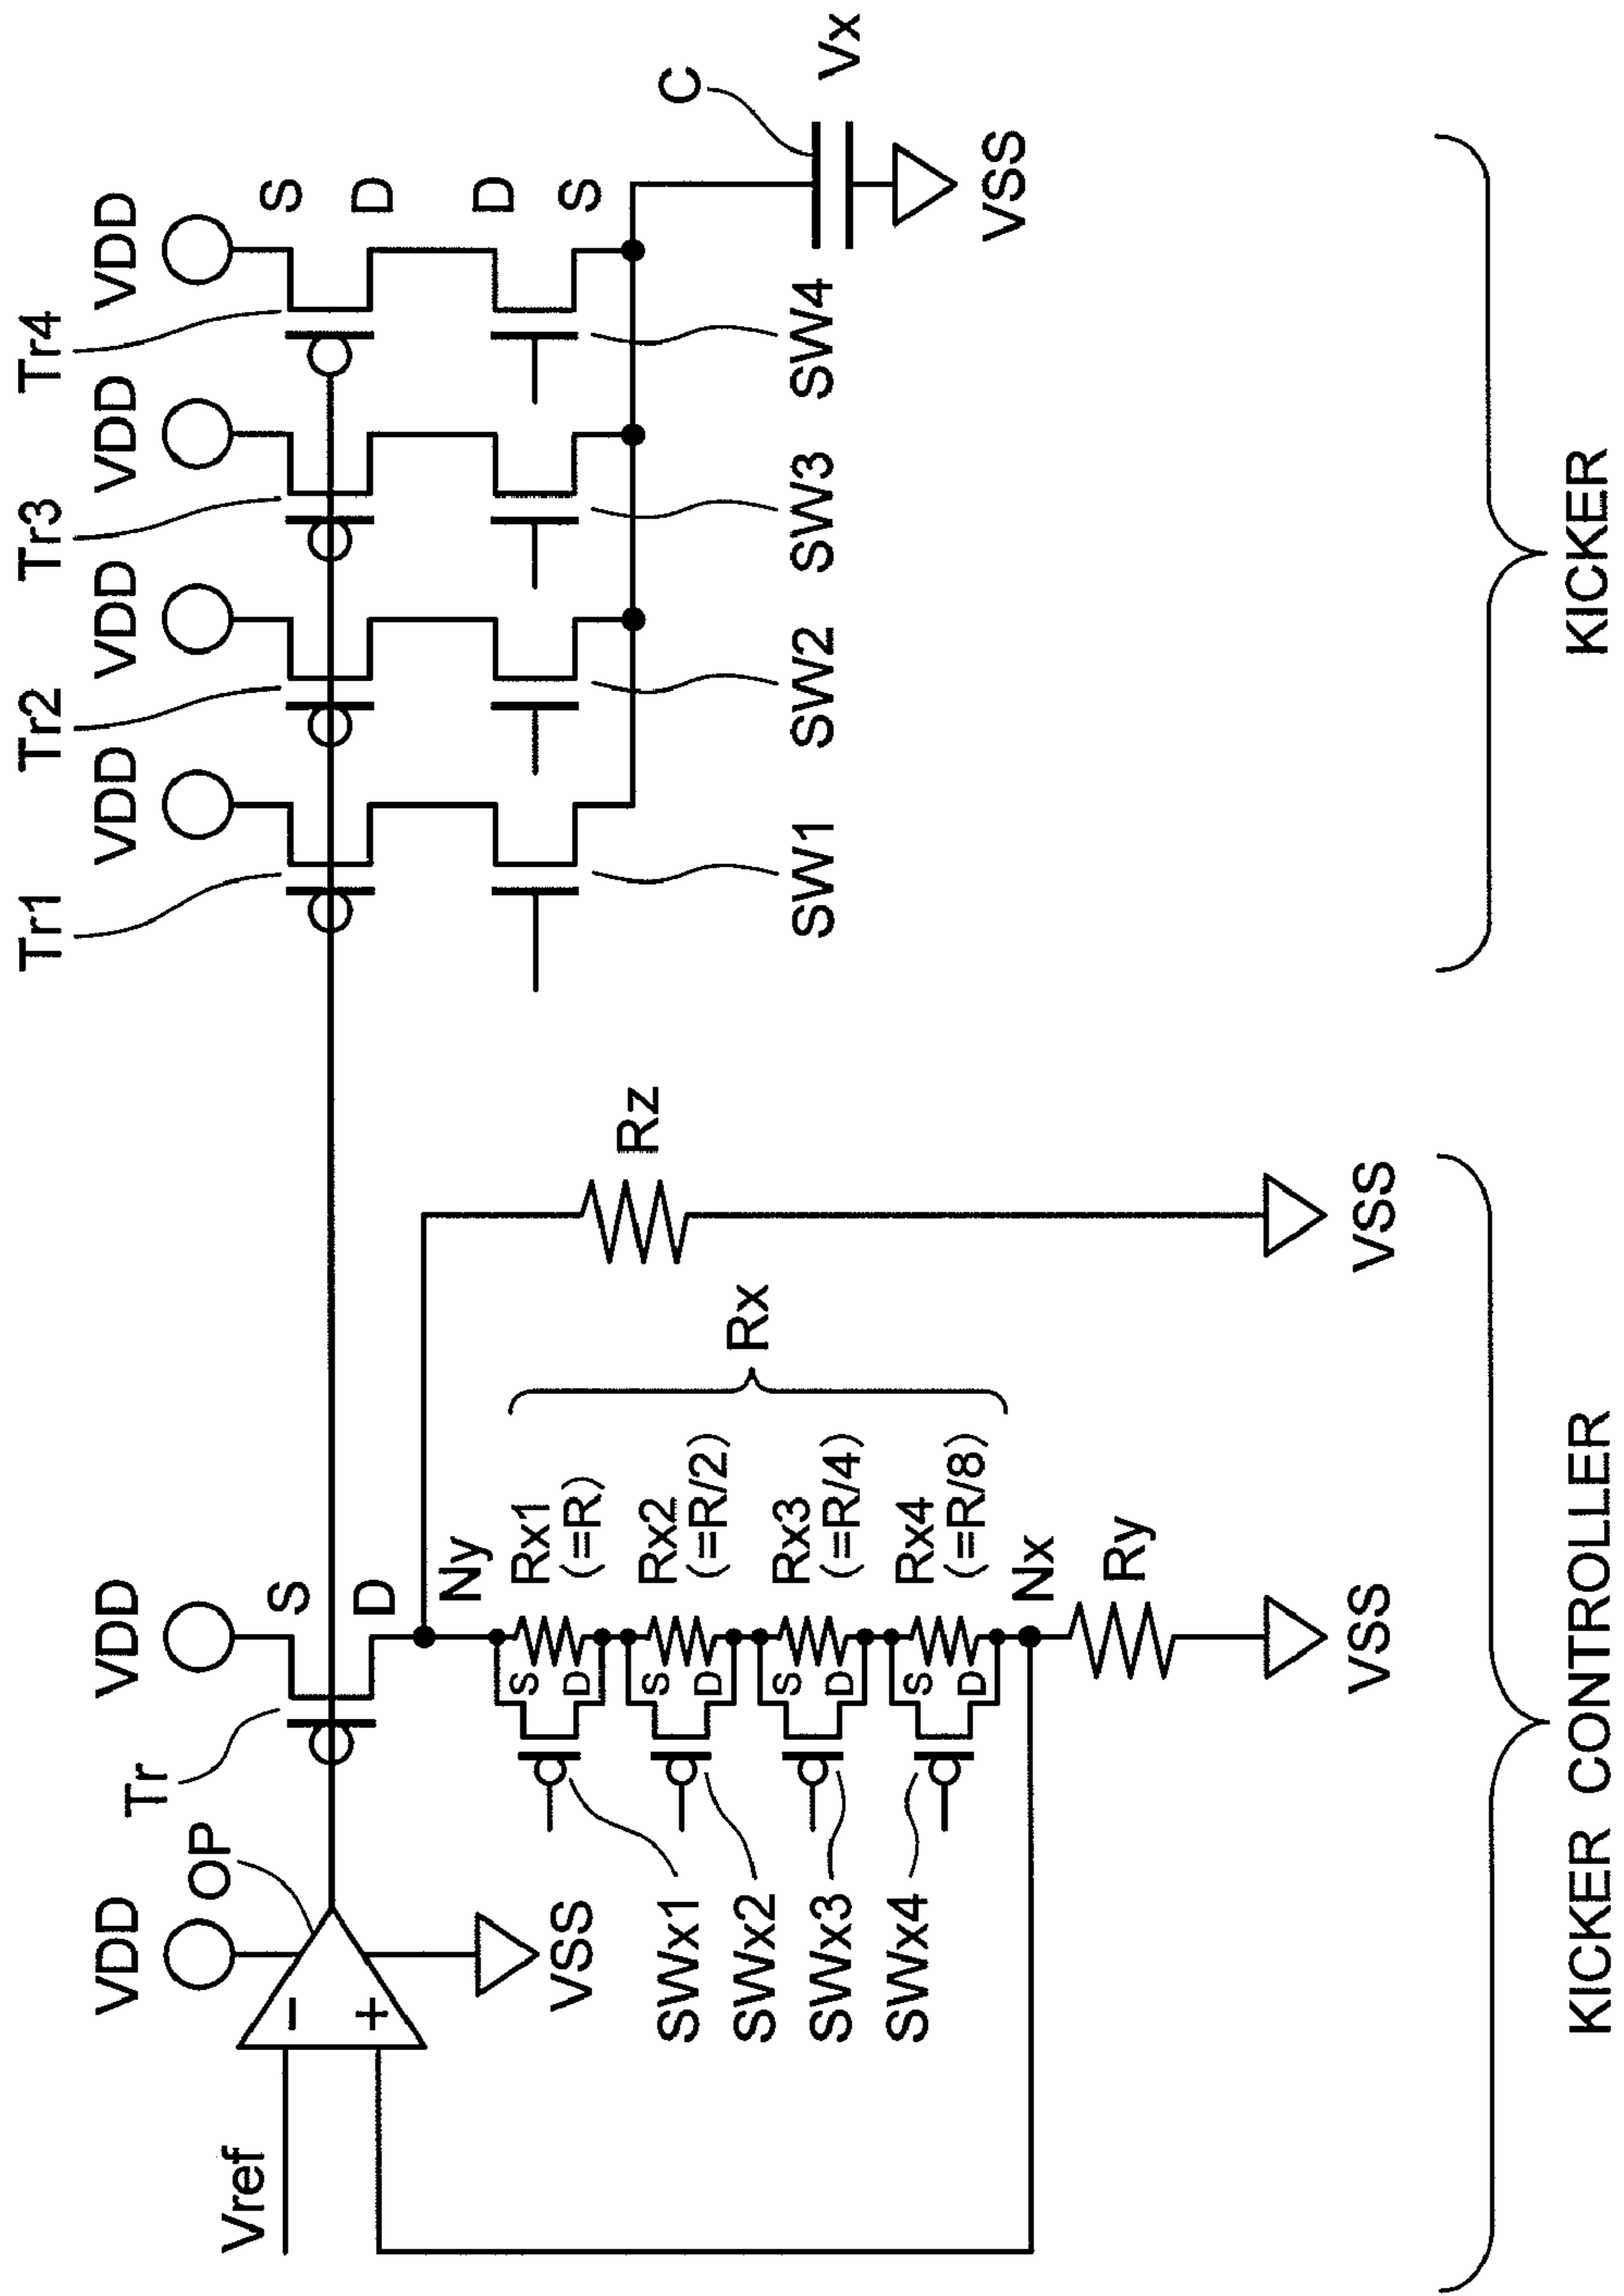 VDD
VDD
VDD
VDD
VDD
VDD
Tr
Tr1
Tr2
Tr3
Tr4
OP
Vref
−
+
VSS
S
D
S
D
D
S
Ny
Rx1
(=R)
Rx2
(=R/2)
Rx3
(=R/4)
Rx4
(=R/8)
Rx
S
D
S
D
S
D
S
D
SWx1
SWx2
SWx3
SWx4
Nx
Ry
VSS
Rz
VSS
SW1
SW2
SW3
SW4
C
Vx
VSS
KICKER CONTROLLER
KICKER